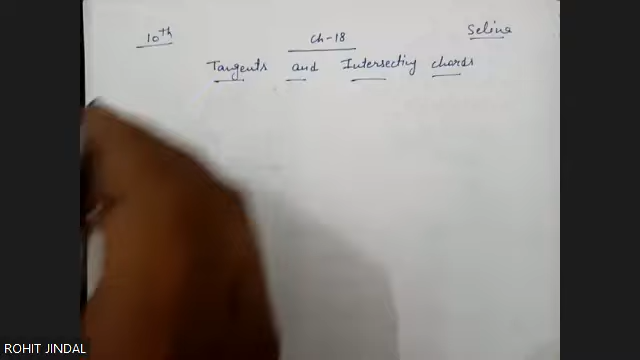 10th Ch-18 Selina
Tangents and Intersecting chords
ROHIT JINDAL